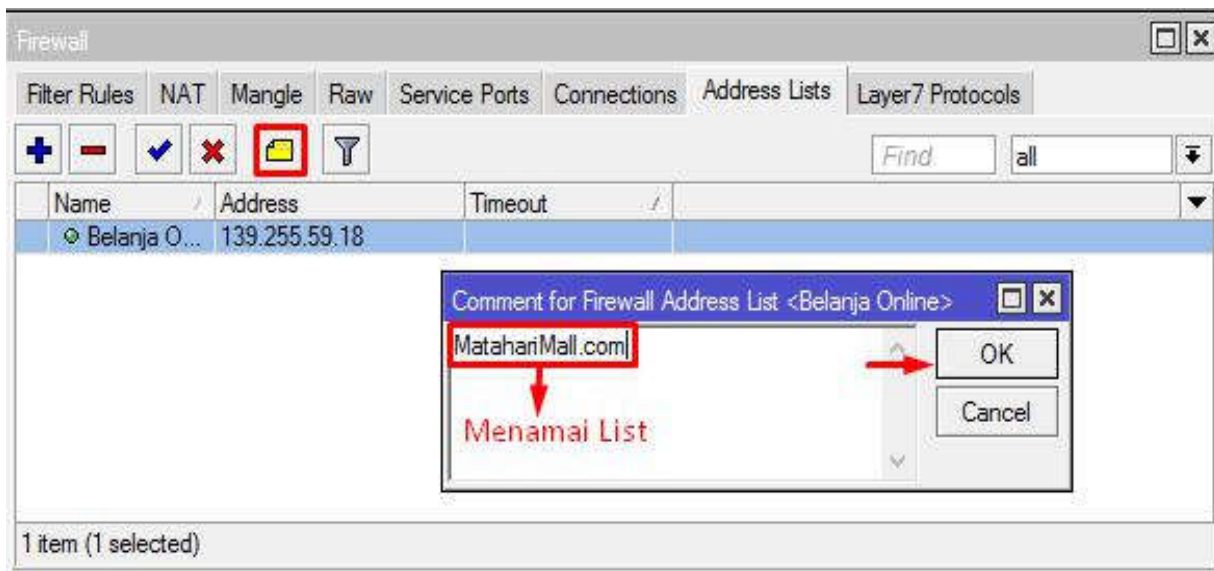 Firewall
Filter Rules NAT Mangle Raw Service Ports Connections Address Lists Layer7 Protocols
Find all
Name Address Timeout
Belanja O... 139.255.59.18
Comment for Firewall Address List <Belanja Online>
MatahariMall.com
OK
Menamai List
Cancel
1 item (1 selected)